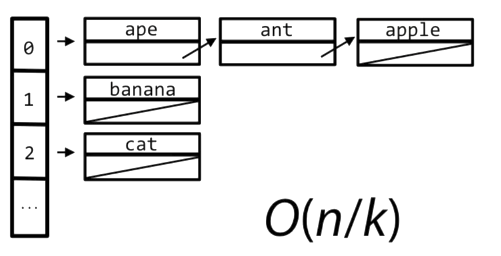 0 ape ant apple
1 banana
2 cat
...
O(n/k)